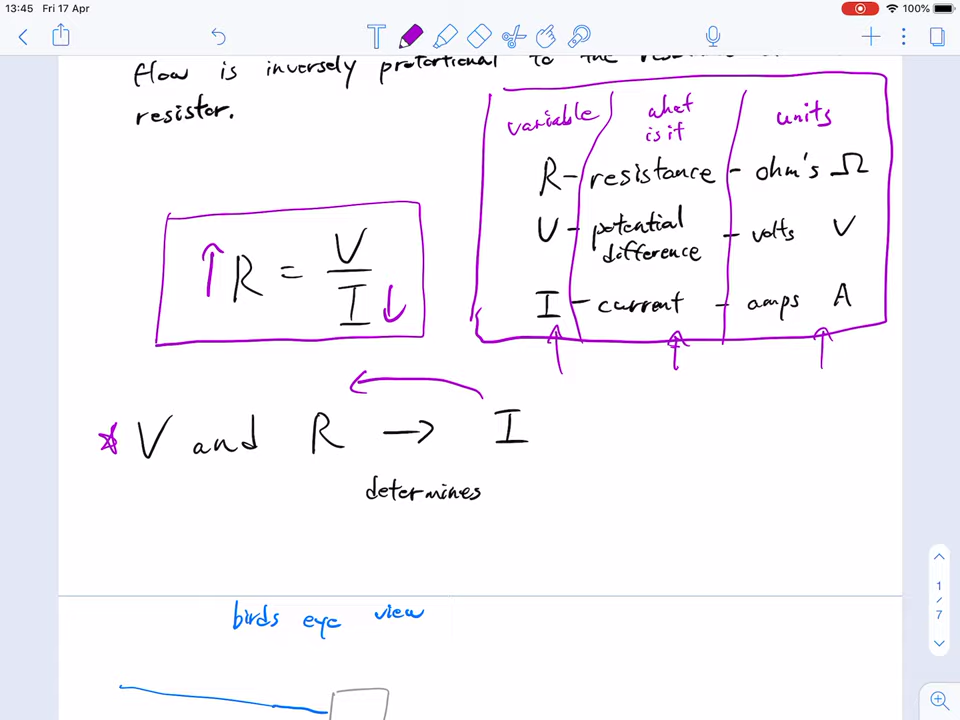 13:45 Fri 17 Apr
100%
flow is inversely protortional to the
resistor.
variable what is it units
R - resistance - ohm's Ω
V - potential difference - volts V
I - current - amps A
↑R = V / I↓
* V and R → I
determines
birds eye view
1 / 7